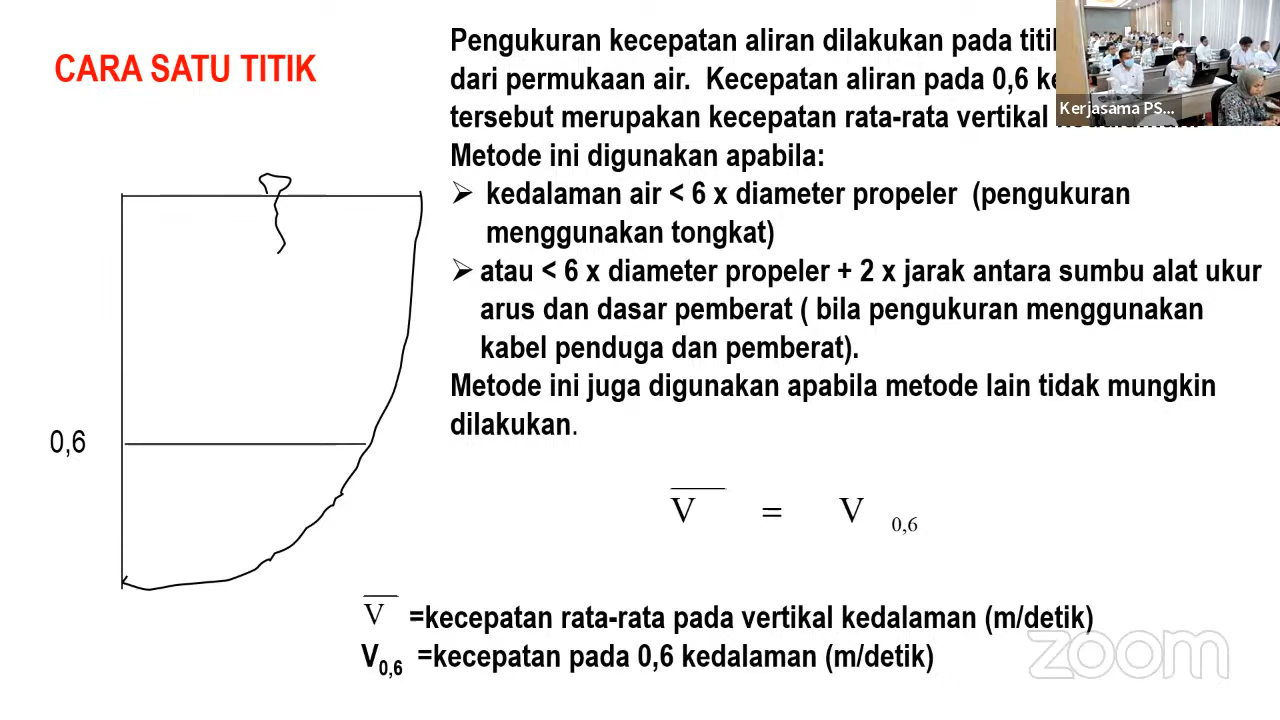 CARA SATU TITIK
Pengukuran kecepatan aliran dilakukan pada
dari permukaan air. Kecepatan aliran pada 0,6
tersebut merupakan kecepatan rata-rata vertikal
Metode ini digunakan apabila:
➢ kedalaman air < 6 x diameter propeler (pengukuran
menggunakan tongkat)
➢ atau < 6 x diameter propeler + 2 x jarak antara sumbu alat ukur
arus dan dasar pemberat ( bila pengukuran menggunakan
kabel penduga dan pemberat).
Metode ini juga digunakan apabila metode lain tidak mungkin
dilakukan.
0,6
V̅ = V 0,6
V̅ =kecepatan rata-rata pada vertikal kedalaman (m/detik)
V0,6 =kecepatan pada 0,6 kedalaman (m/detik)
Kerjasama PS...
zoom